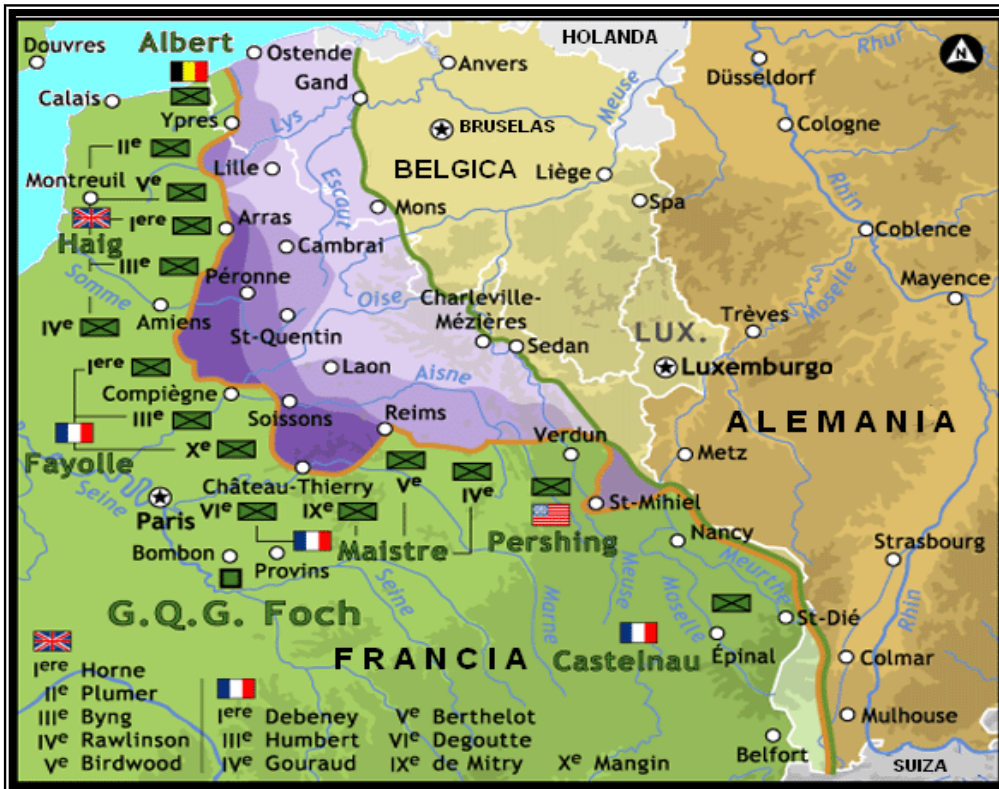 HOLANDA
Douvres
Albert
Ostende
Rhur
N
Anvers
Düsseldorf
Gand
Calais
Meuse
Ypres
Lys
BRUSELAS
Cologne
IIe
BELGICA
Lille
Liège
Montreuil
Ve
Escaut
Rhin
Spa
Iere
Arras
Mons
Haig
Cambrai
Coblence
IIIe
Somme
Péronne
Moselle
Mayence
Oise
Charleville-
Mézières
Trèves
IVe
Amiens
St-Quentin
Sedan
LUX.
Iere
Laon
Aisne
Luxemburgo
Compiègne
IIIe
Soissons
Reims
ALEMANIA
Fayolle
Xe
Verdun
Metz
Seine
Château-Thierry
Ve
IVe
St-Mihiel
Paris
VIe
IXe
Maistre
Pershing
Nancy
Bombon
Provins
Strasbourg
Meurthe
Seine
Marne
Meuse
Moselle
Rhin
G.Q.G. Foch
St-Dié
FRANCIA
Castelnau
Épinal
Colmar
Mulhouse
Belfort
SUIZA
Iere Horne
IIe Plumer
IIIe Byng
IVe Rawlinson
Ve Birdwood
Iere Debeney
IIIe Humbert
IVe Gouraud
Ve Berthelot
VIe Degoutte
IXe de Mitry
Xe Mangin